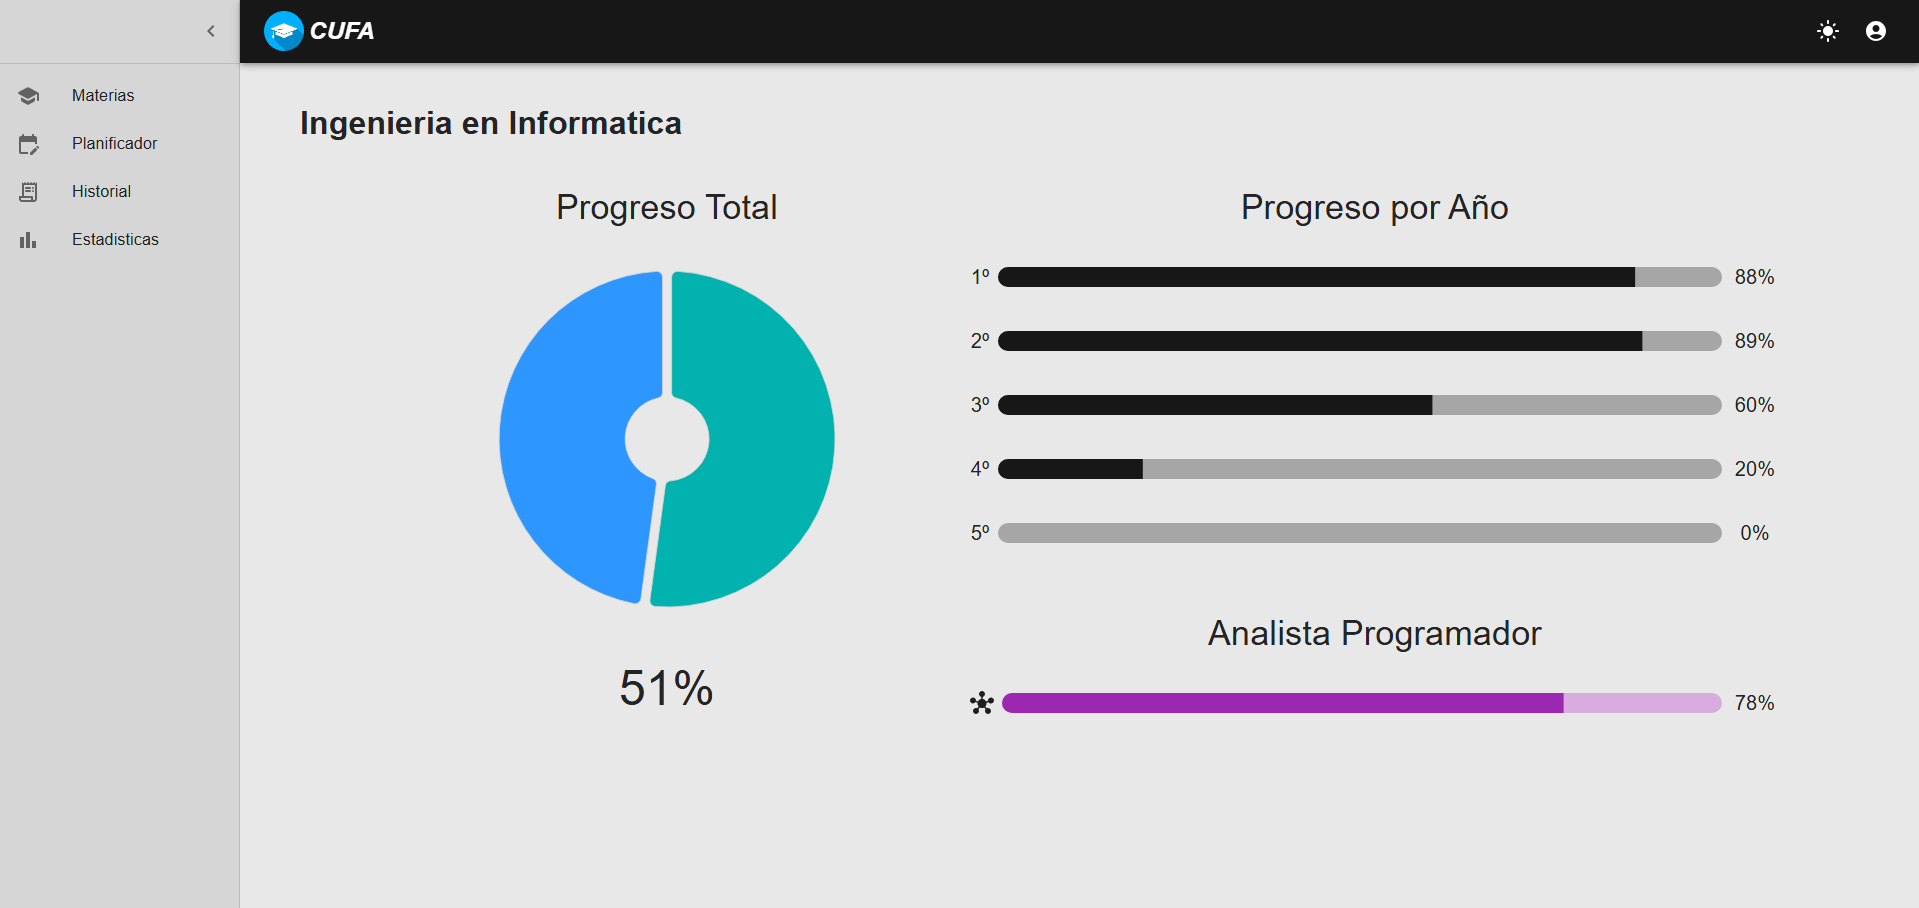 CUFA
Materias
Planificador
Historial
Estadisticas
Ingenieria en Informatica
Progreso Total
51%
Progreso por Año
1º 88%
2º 89%
3º 60%
4º 20%
5º 0%
Analista Programador
78%